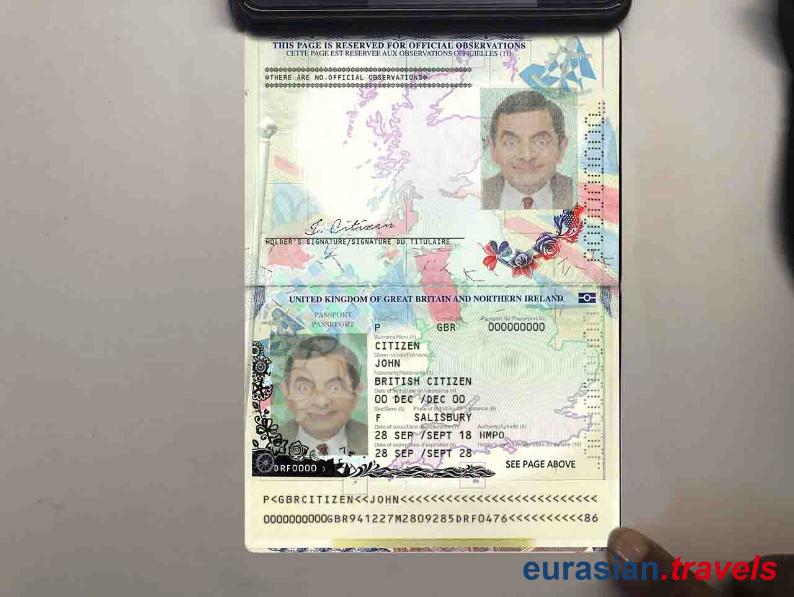 THIS PAGE IS RESERVED FOR OFFICIAL OBSERVATIONS
CETTE PAGE EST RESERVEE AUX OBSERVATIONS OFFICIELLES (11)
*THERE ARE NO OFFICIAL OBSERVATIONS*
J. Citizen
HOLDER'S SIGNATURE/SIGNATURE DU TITULAIRE
UNITED KINGDOM OF GREAT BRITAIN AND NORTHERN IRELAND
PASSPORT
PASSEPORT
P GBR 000000000
CITIZEN
JOHN
BRITISH CITIZEN
00 DEC /DEC 00
F SALISBURY
28 SEP /SEPT 18 HMPO
28 SEP /SEPT 28
DRF0000
SEE PAGE ABOVE
P<GBRCITIZEN<<JOHN<<<<<<<<<<<<<<<<<<<<<<<<<<
0000000000GBR941227M2809285DRF0476<<<<<<<<<<86
eurasian.travels